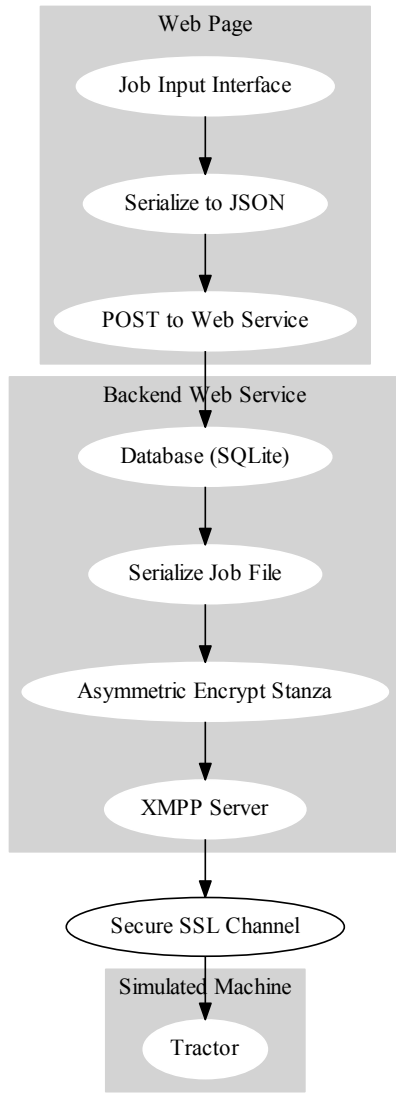 Web Page
Job Input Interface
Serialize to JSON
POST to Web Service
Backend Web Service
Database (SQLite)
Serialize Job File
Asymmetric Encrypt Stanza
XMPP Server
Secure SSL Channel
Simulated Machine
Tractor